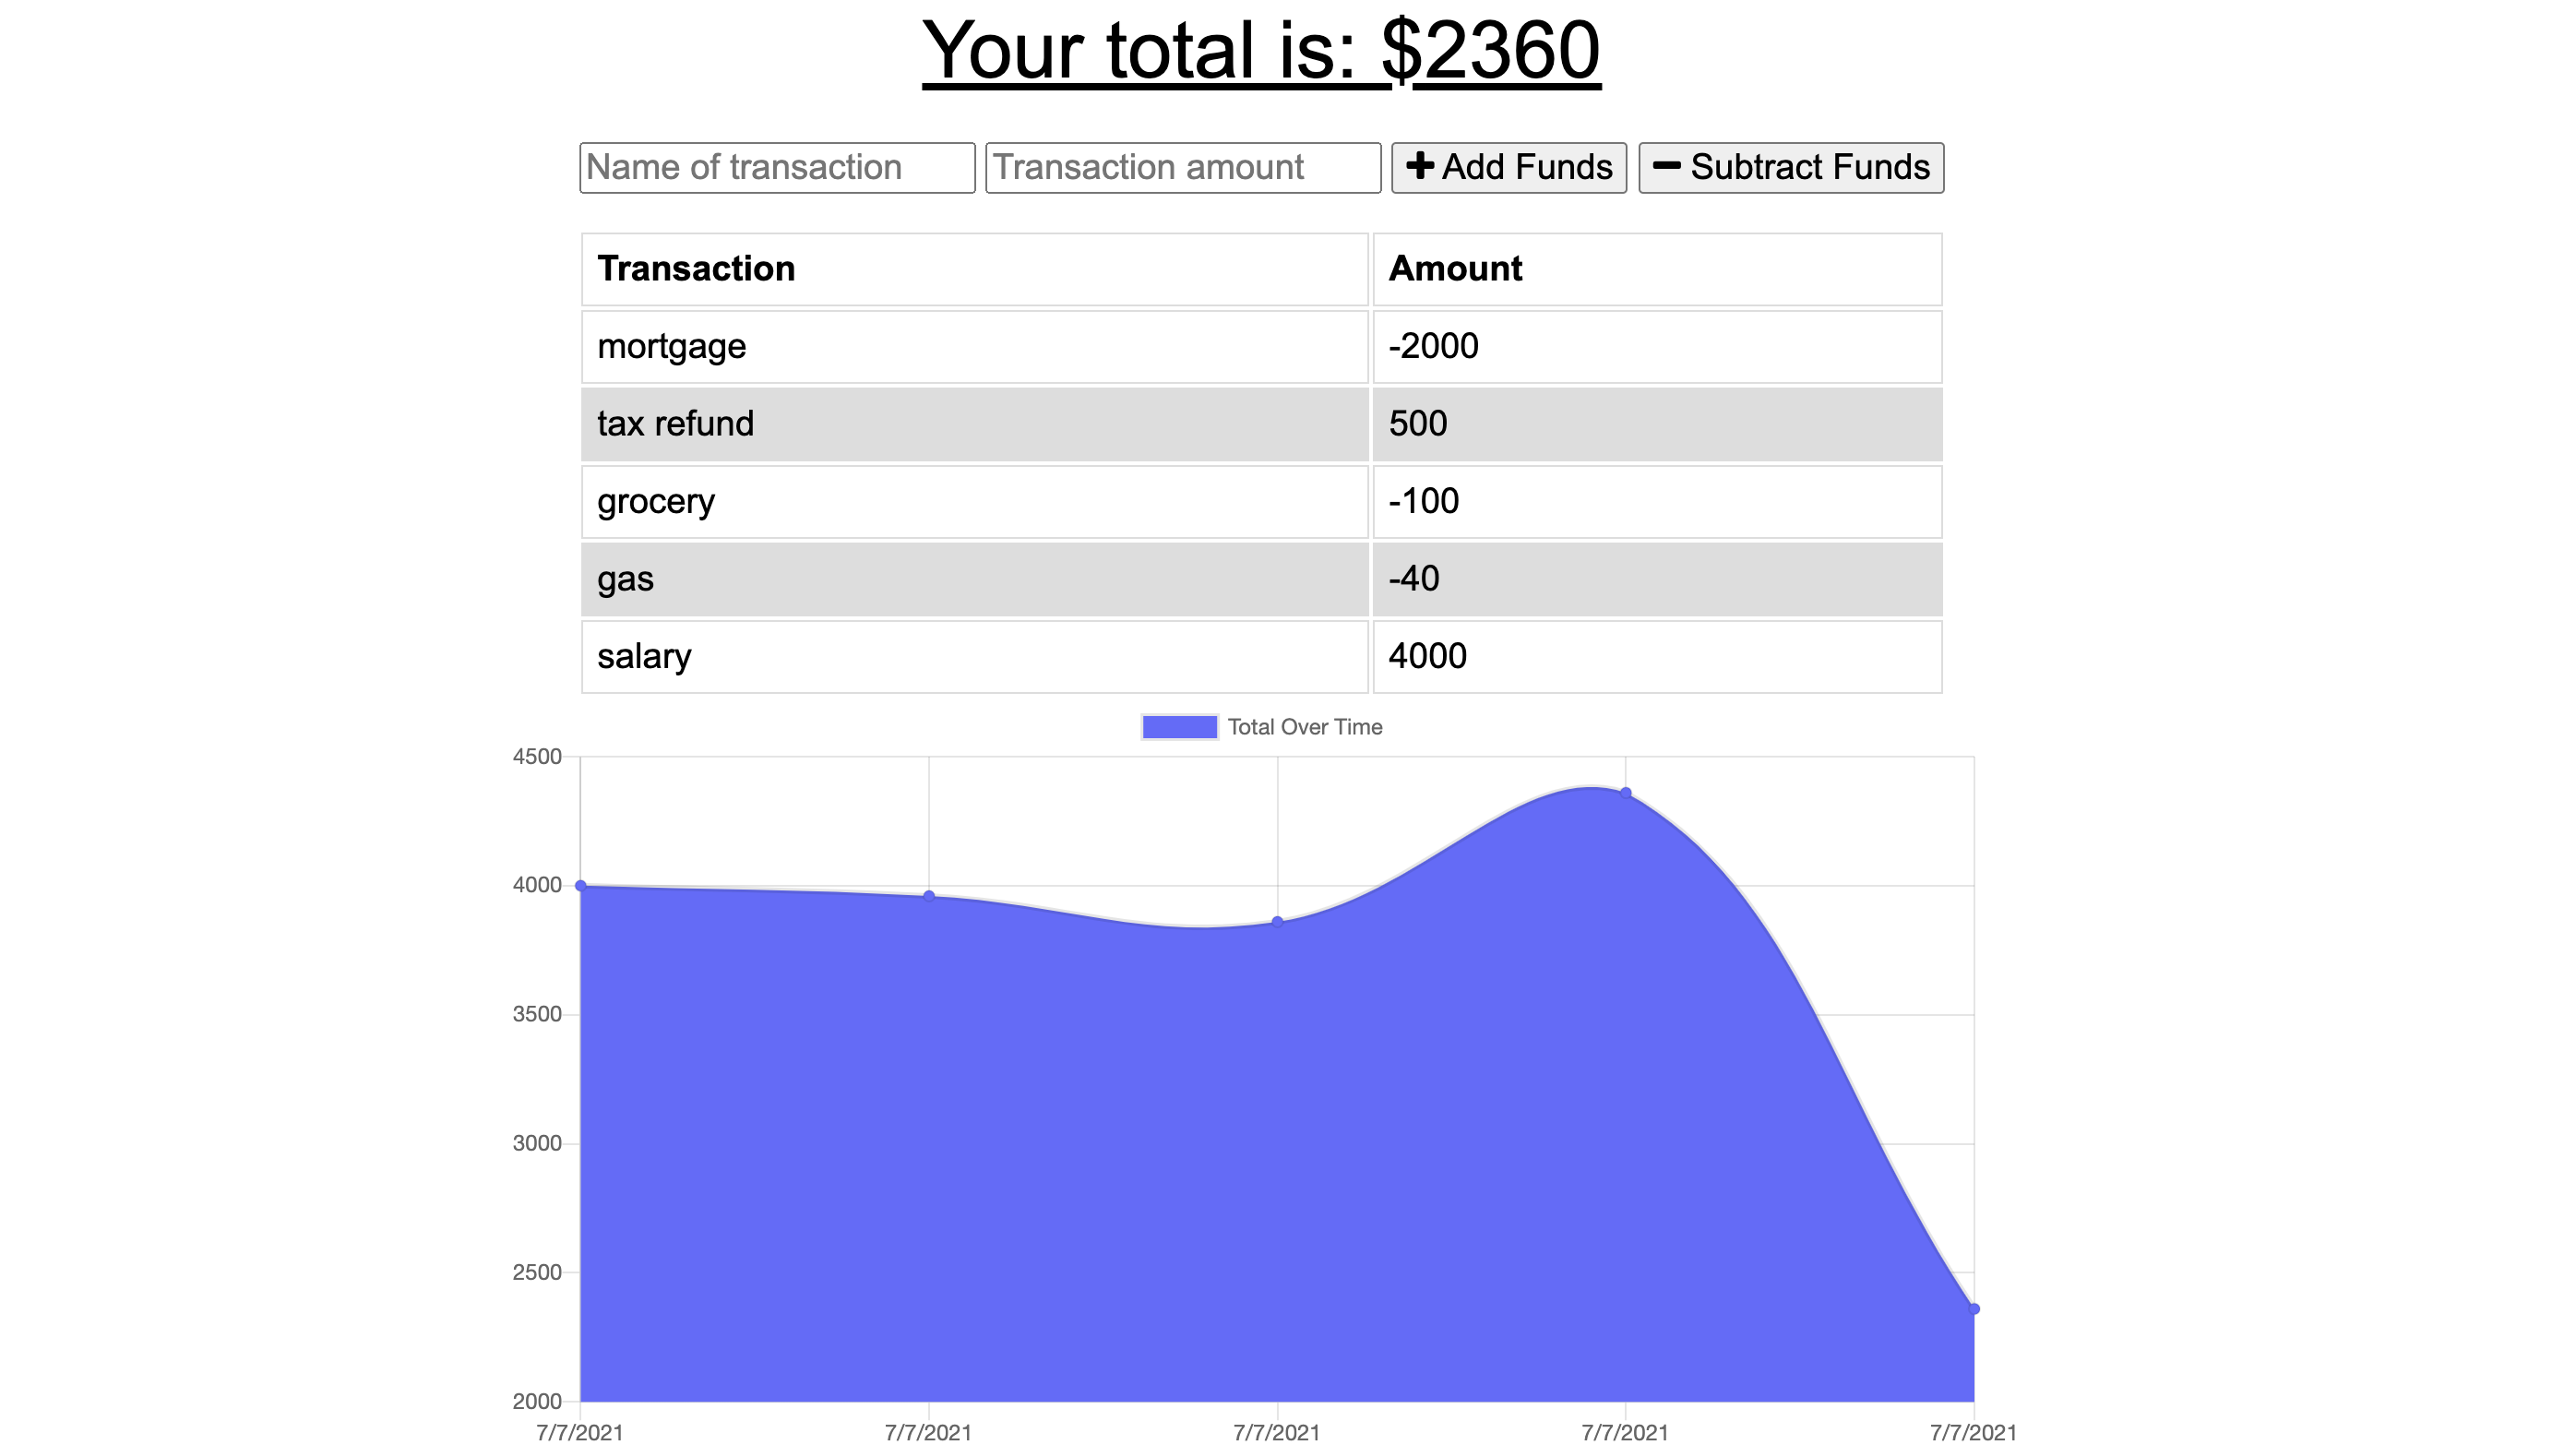 Your total is: $2360
Name of transaction Transaction amount Add Funds Subtract Funds
Transaction Amount
mortgage -2000
tax refund 500
grocery -100
gas -40
salary 4000
Total Over Time
4500
4000
3500
3000
2500
2000
7/7/2021 7/7/2021 7/7/2021 7/7/2021 7/7/2021